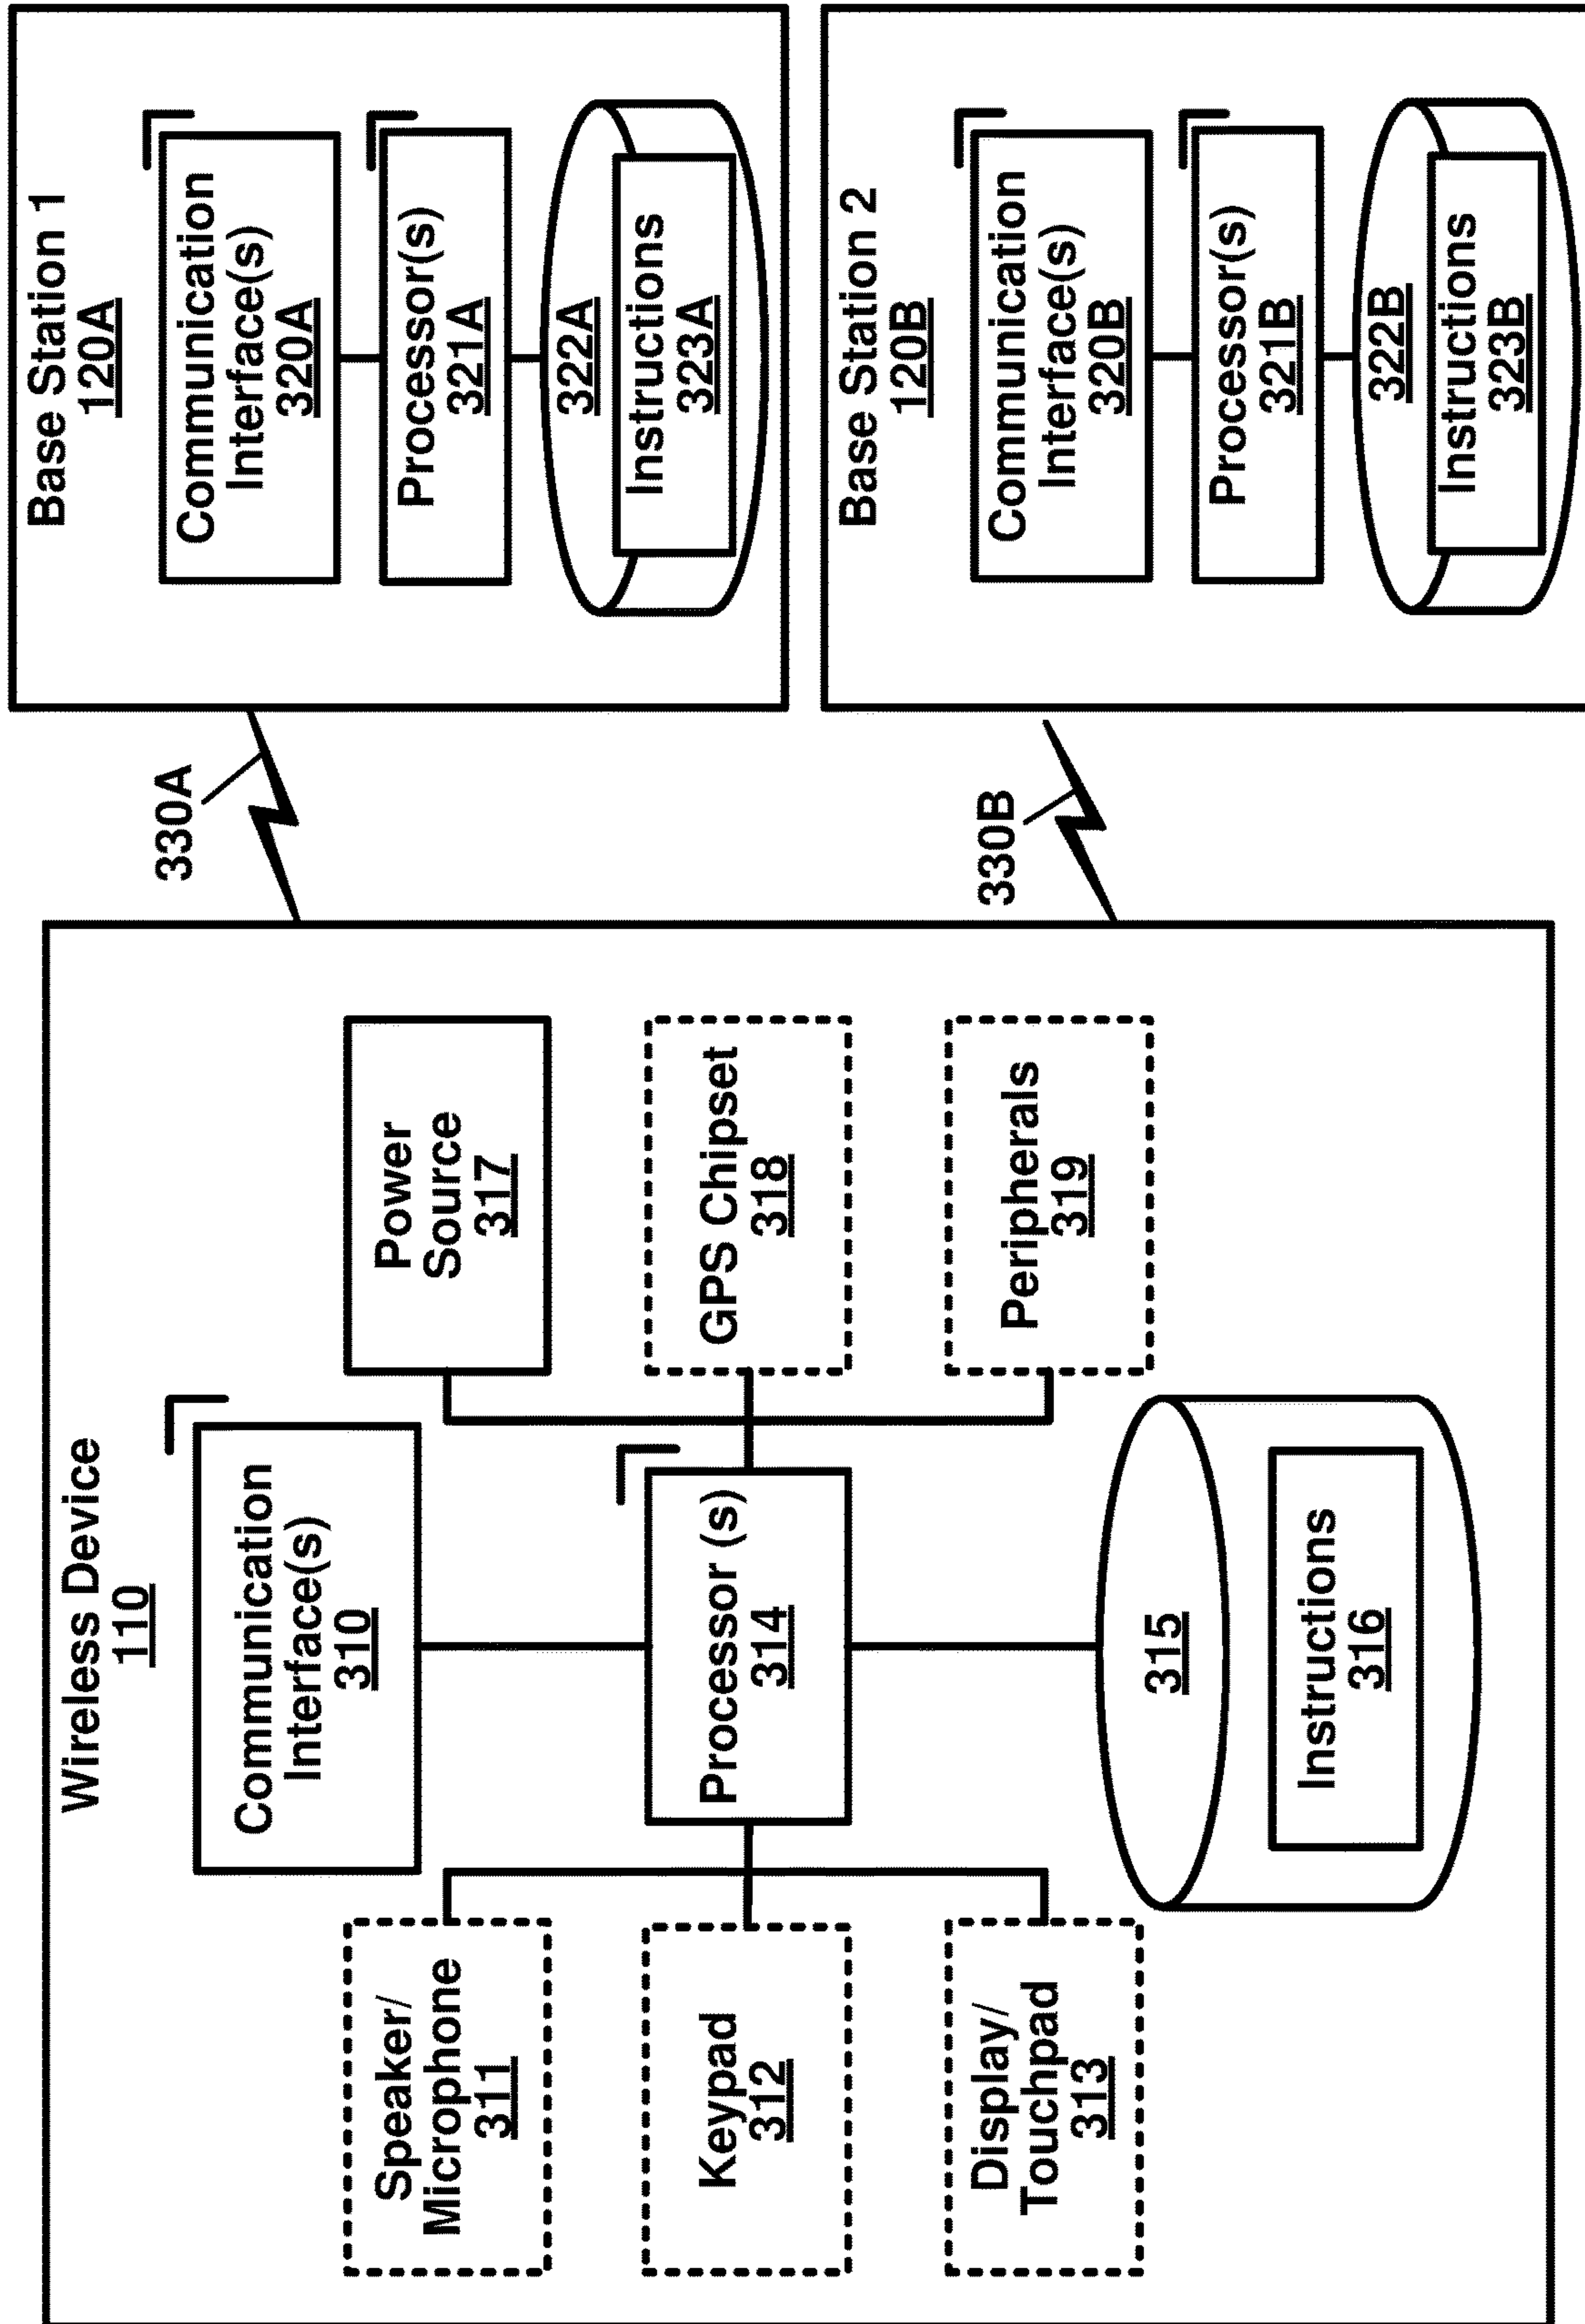 Wireless Device
110
Communication
Interface(s)
310
Speaker/
Microphone
311
Keypad
312
Display/
Touchpad
313
Processor (s)
314
Power
Source
317
GPS Chipset
318
Peripherals
319
315
Instructions
316
330A
330B
Base Station 1
120A
Communication
Interface(s)
320A
Processor(s)
321A
322A
Instructions
323A
Base Station 2
120B
Communication
Interface(s)
320B
Processor(s)
321B
322B
Instructions
323B